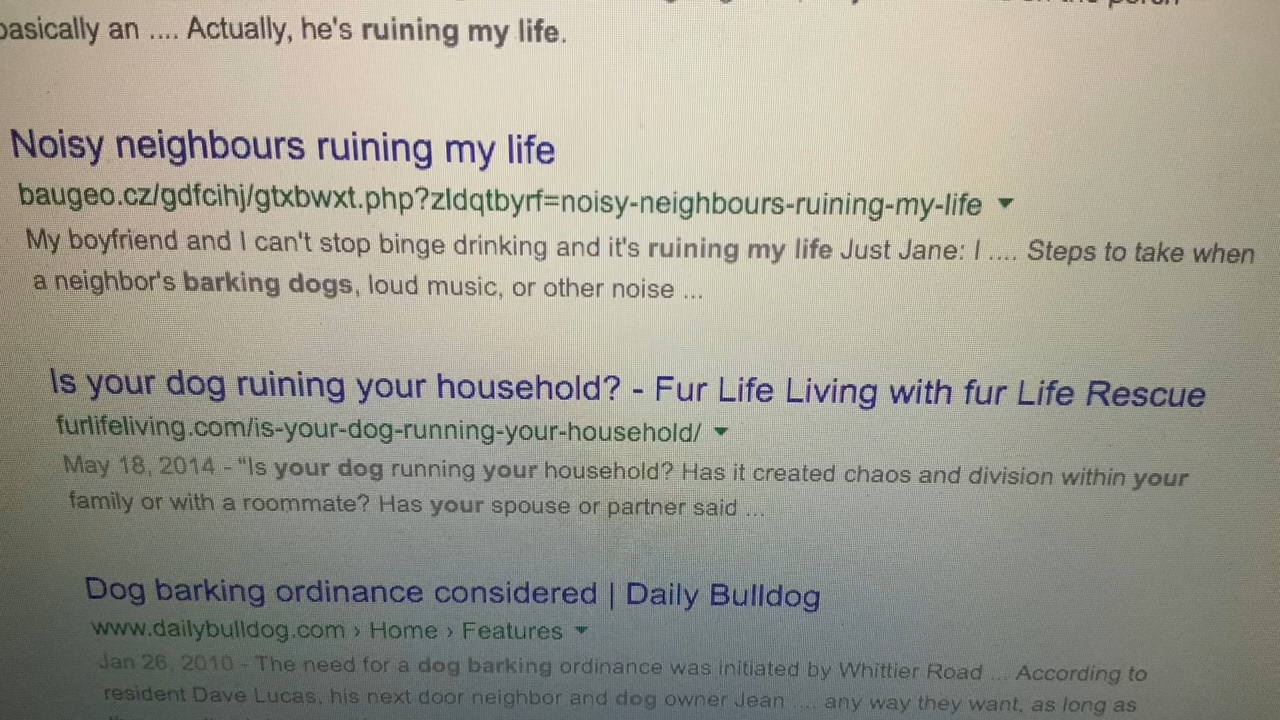 basically an .... Actually, he's ruining my life.
Noisy neighbours ruining my life
baugeo.cz/gdfcihj/gtxbwxt.php?zldqtbyrf=noisy-neighbours-ruining-my-life
My boyfriend and I can't stop binge drinking and it's ruining my life Just Jane: I .... Steps to take when
a neighbor's barking dogs, loud music, or other noise ...
Is your dog ruining your household? - Fur Life Living with fur Life Rescue
furlifeliving.com/is-your-dog-running-your-household/
May 18, 2014 - "Is your dog running your household? Has it created chaos and division within your
family or with a roommate? Has your spouse or partner said ...
Dog barking ordinance considered | Daily Bulldog
www.dailybulldog.com › Home › Features
Jan 26, 2010 - The need for a dog barking ordinance was initiated by Whittier Road ... According to
resident Dave Lucas, his next door neighbor and dog owner Jean .... any way they want, as long as